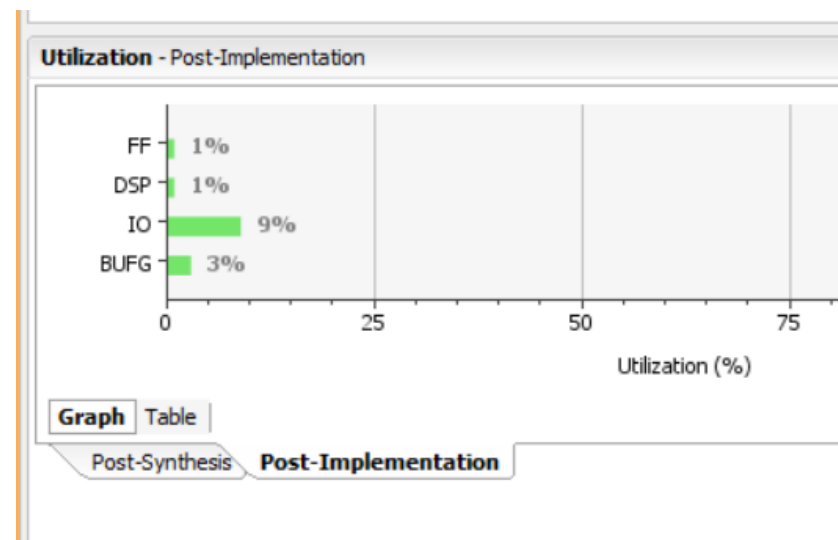 Utilization - Post-Implementation
FF 1%
DSP 1%
IO 9%
BUFG 3%
0 25 50 75
Utilization (%)
Graph Table
Post-Synthesis Post-Implementation